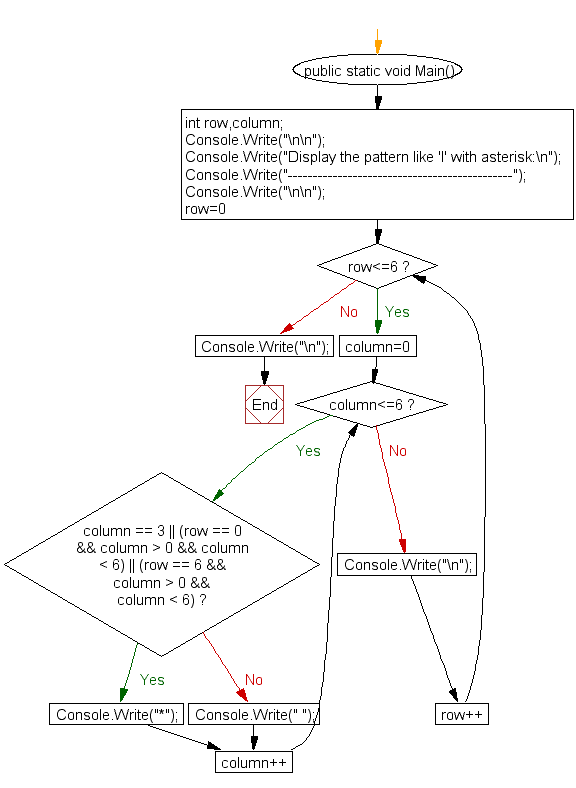 public static void Main()
int row,column;
Console.Write("\n\n");
Console.Write("Display the pattern like 'I' with asterisk:\n");
Console.Write("---------------------------------------------");
Console.Write("\n\n");
row=0
row<=6 ?
No
Yes
Console.Write("\n");
column=0
End
column<=6 ?
Yes
No
column == 3 || (row == 0
&& column > 0 && column
< 6) || (row == 6 &&
column > 0 &&
column < 6) ?
Console.Write("\n");
Yes
No
Console.Write("*");
Console.Write(" ");
row++
column++